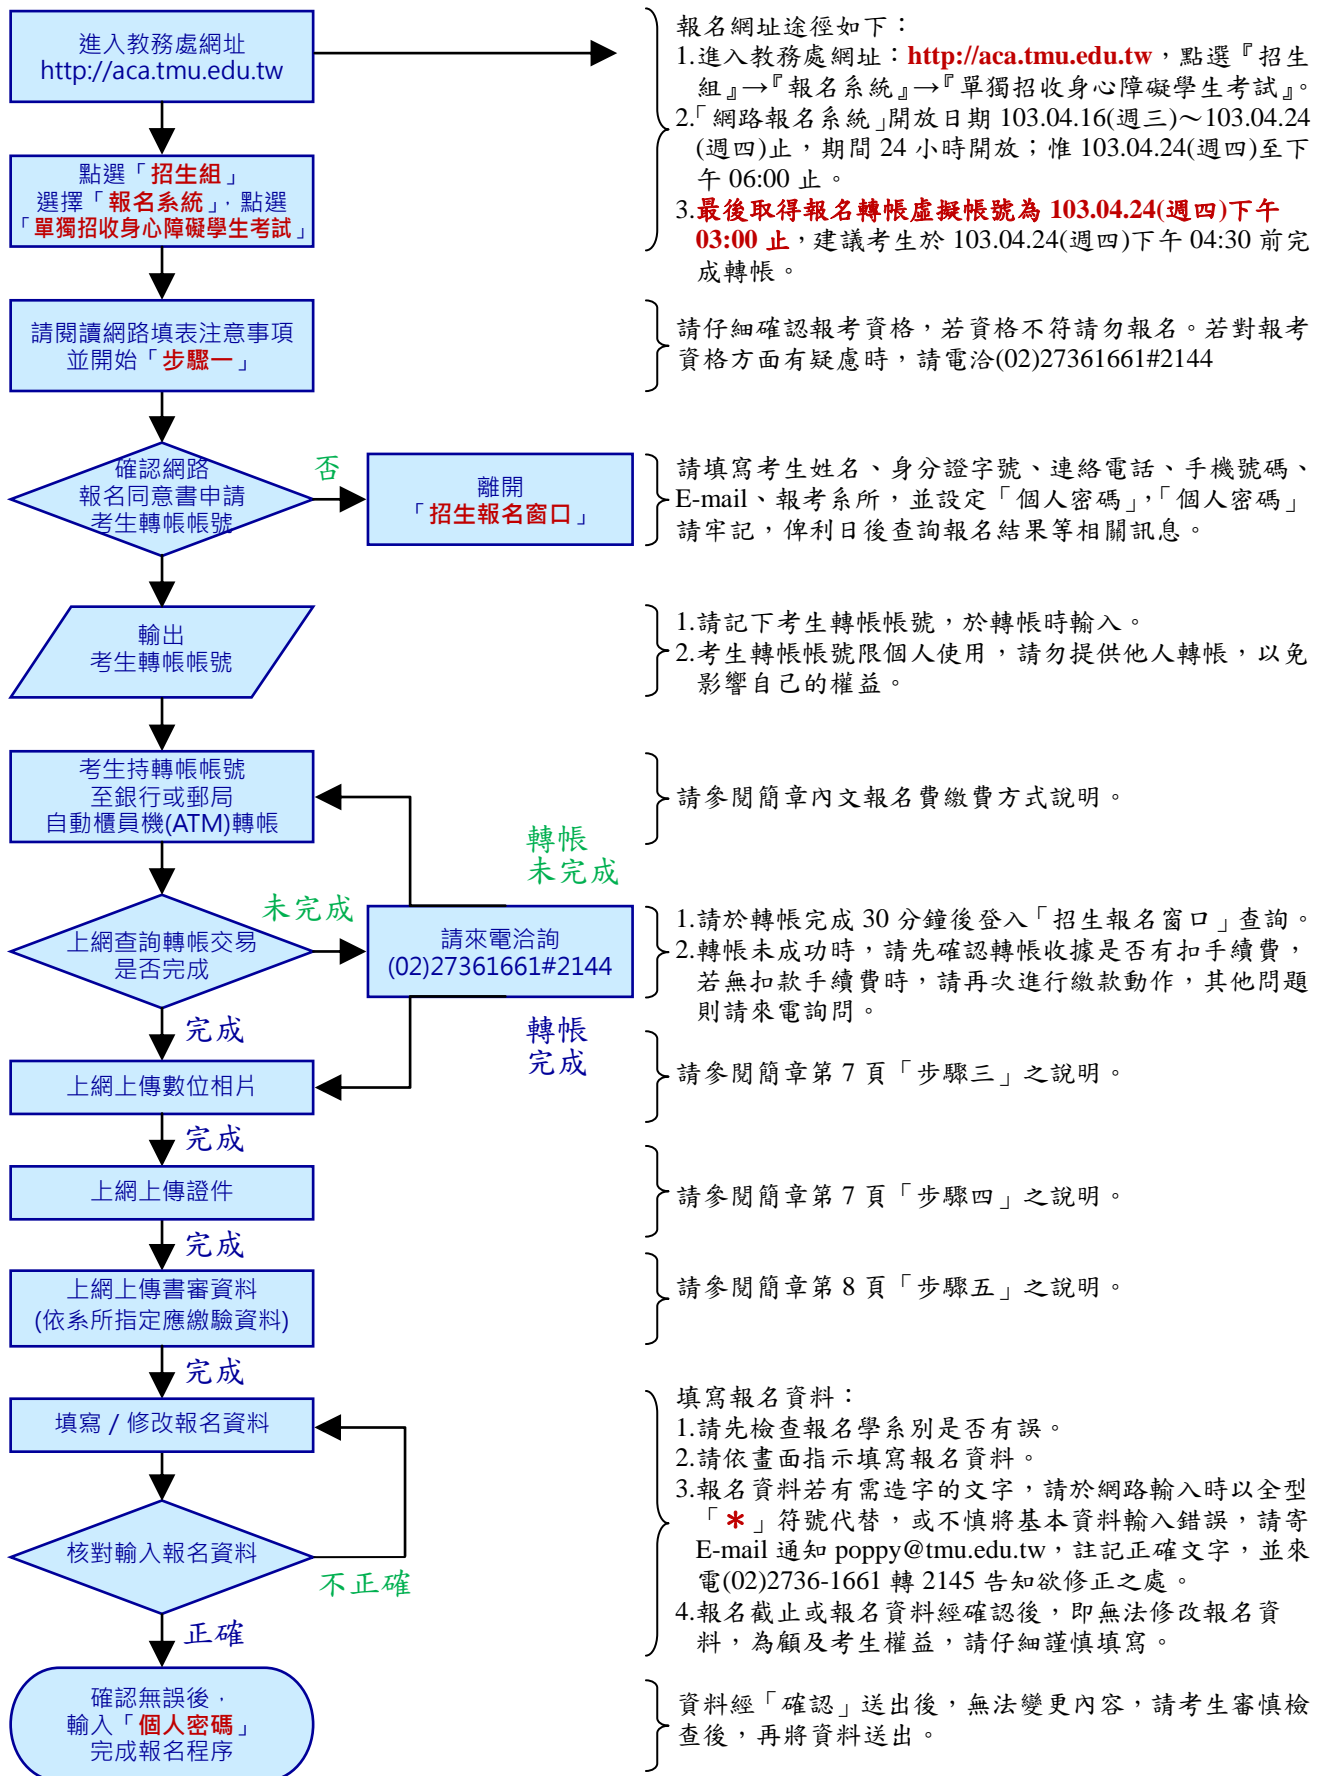 進入教務處網址
http://aca.tmu.edu.tw
報名網址途徑如下：
1.進入教務處網址：http://aca.tmu.edu.tw，點選『招生
組』→『報名系統』→『單獨招收身心障礙學生考試』。
2.「網路報名系統」開放日期 103.04.16(週三)～103.04.24
(週四)止，期間 24 小時開放；惟 103.04.24(週四)至下
午 06:00 止。
3.最後取得報名轉帳虛擬帳號為 103.04.24(週四)下午
03:00 止，建議考生於 103.04.24(週四)下午 04:30 前完
成轉帳。
點選「招生組」
選擇「報名系統」，點選
「單獨招收身心障礙學生考試」
請閱讀網路填表注意事項
並開始「步驟一」
請仔細確認報考資格，若資格不符請勿報名。若對報考
資格方面有疑慮時，請電洽(02)27361661#2144
確認網路
報名同意書申請
考生轉帳帳號
否
離開
「招生報名窗口」
請填寫考生姓名、身分證字號、連絡電話、手機號碼、
E-mail、報考系所，並設定「個人密碼」，「個人密碼」
請牢記，俾利日後查詢報名結果等相關訊息。
輸出
考生轉帳帳號
1.請記下考生轉帳帳號，於轉帳時輸入。
2.考生轉帳帳號限個人使用，請勿提供他人轉帳，以免
影響自己的權益。
考生持轉帳帳號
至銀行或郵局
自動櫃員機(ATM)轉帳
請參閱簡章內文報名費繳費方式說明。
轉帳
未完成
上網查詢轉帳交易
是否完成
未完成
請來電洽詢
(02)27361661#2144
1.請於轉帳完成 30 分鐘後登入「招生報名窗口」查詢。
2.轉帳未成功時，請先確認轉帳收據是否有扣手續費，
若無扣款手續費時，請再次進行繳款動作，其他問題
則請來電詢問。
完成
轉帳
完成
上網上傳數位相片
請參閱簡章第 7 頁「步驟三」之說明。
完成
上網上傳證件
請參閱簡章第 7 頁「步驟四」之說明。
完成
上網上傳書審資料
(依系所指定應繳驗資料)
請參閱簡章第 8 頁「步驟五」之說明。
完成
填寫 / 修改報名資料
填寫報名資料：
1.請先檢查報名學系別是否有誤。
2.請依畫面指示填寫報名資料。
3.報名資料若有需造字的文字，請於網路輸入時以全型
「＊」符號代替，或不慎將基本資料輸入錯誤，請寄
E-mail 通知 poppy@tmu.edu.tw，註記正確文字，並來
電(02)2736-1661 轉 2145 告知欲修正之處。
4.報名截止或報名資料經確認後，即無法修改報名資
料，為顧及考生權益，請仔細謹慎填寫。
核對輸入報名資料
不正確
正確
確認無誤後，
輸入「個人密碼」
完成報名程序
資料經「確認」送出後，無法變更內容，請考生審慎檢
查後，再將資料送出。